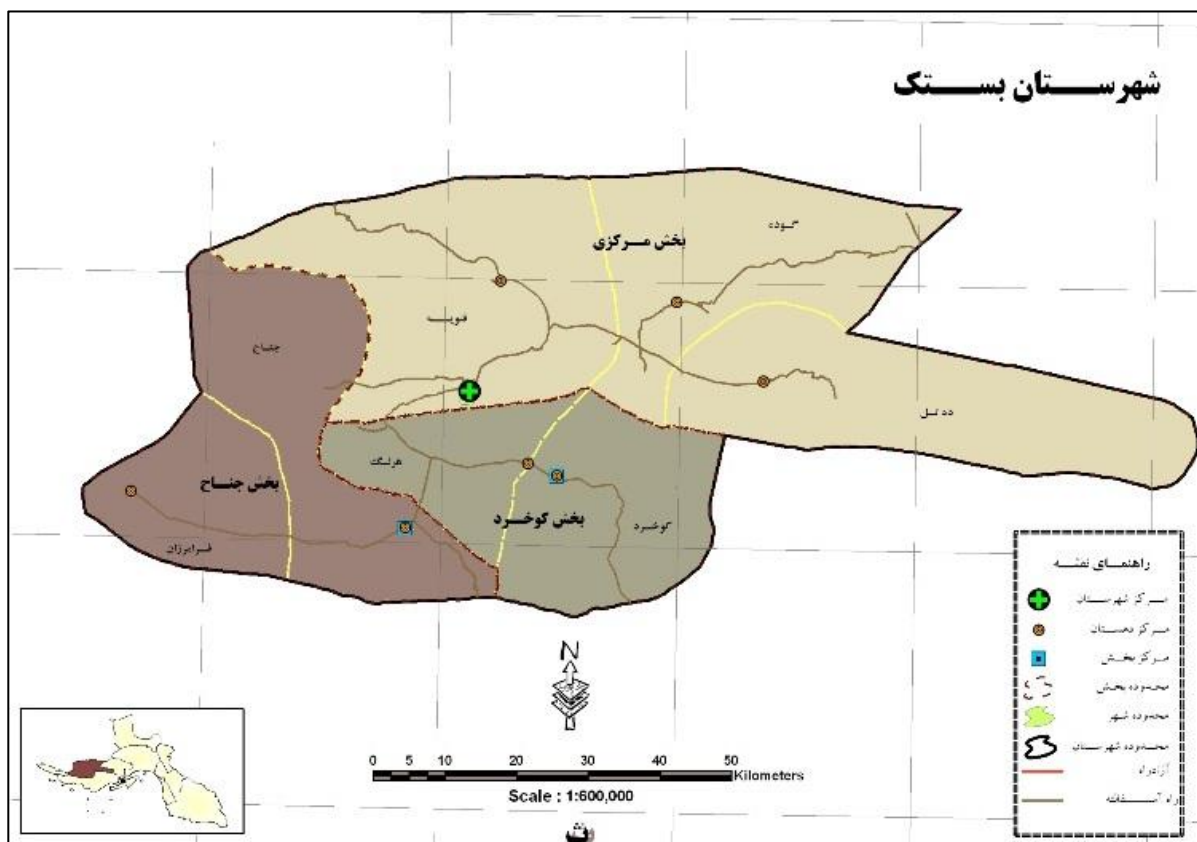 شهرستان بستک
گوده
بخش مرکزی
فتویه
جناح
ده تل
هرنگ
بخش جناح
بخش کوخرد
کوخرد
فرامرزان
راهنمای نقشه
مرکز شهرستان
مرکز دهستان
مرکز بخش
محدوده بخش
محدوده شهر
محدوده شهرستان
آزادراه
راه آسفالته
N
0 5 10 20 30 40 50
Kilometers
Scale : 1:600,000
ث